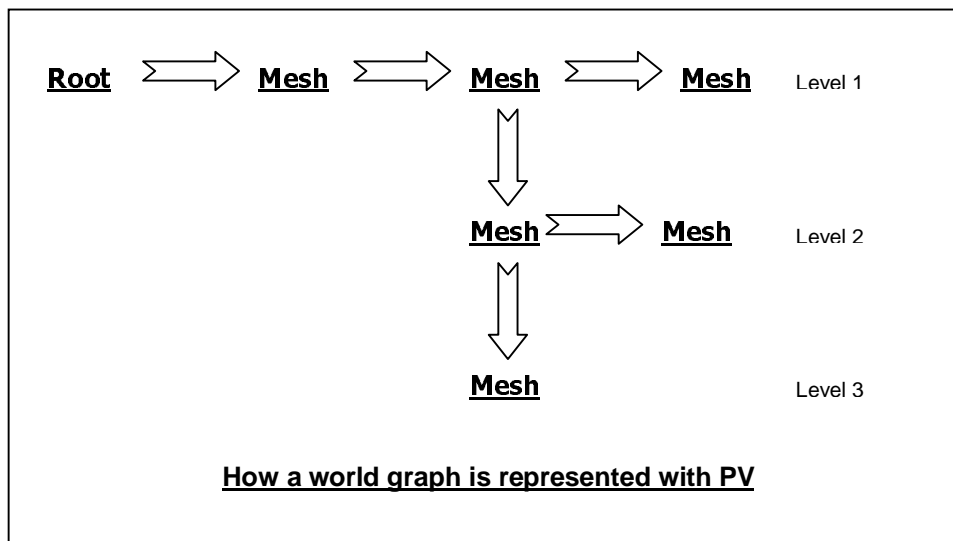 Root Mesh Mesh Mesh Level 1
Mesh Mesh Level 2
Mesh Level 3
How a world graph is represented with PV